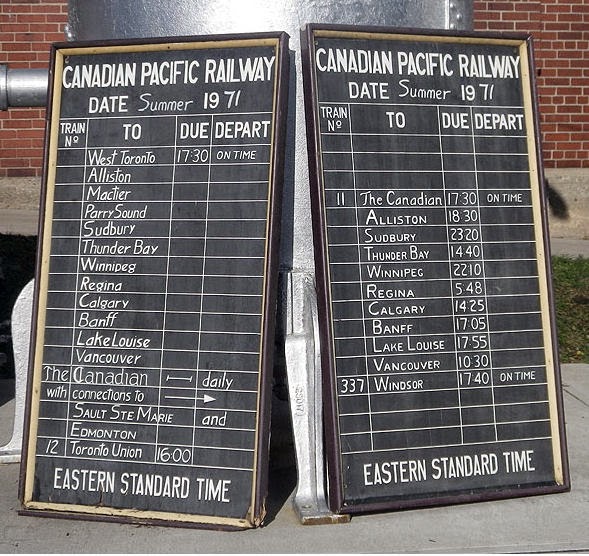 CANADIAN PACIFIC RAILWAY
DATE Summer 1971
TRAIN Nº TO DUE DEPART
West Toronto 17:30 ON TIME
Alliston
Mactier
Parry Sound
Sudbury
Thunder Bay
Winnipeg
Regina
Calgary
Banff
Lake Louise
Vancouver
The Canadian daily
with connections to
SAULT STE MARIE and
EDMONTON
12 Toronto Union 16:00
EASTERN STANDARD TIME
CANADIAN PACIFIC RAILWAY
DATE Summer 1971
TRAIN Nº TO DUE DEPART
11 The Canadian 17:30 ON TIME
ALLISTON 18:30
SUDBURY 23:20
THUNDER BAY 14:40
WINNIPEG 22:10
REGINA 5:48
CALGARY 14:25
BANFF 17:05
LAKE LOUISE 17:55
VANCOUVER 10:30
337 WINDSOR 17:40 ON TIME
EASTERN STANDARD TIME